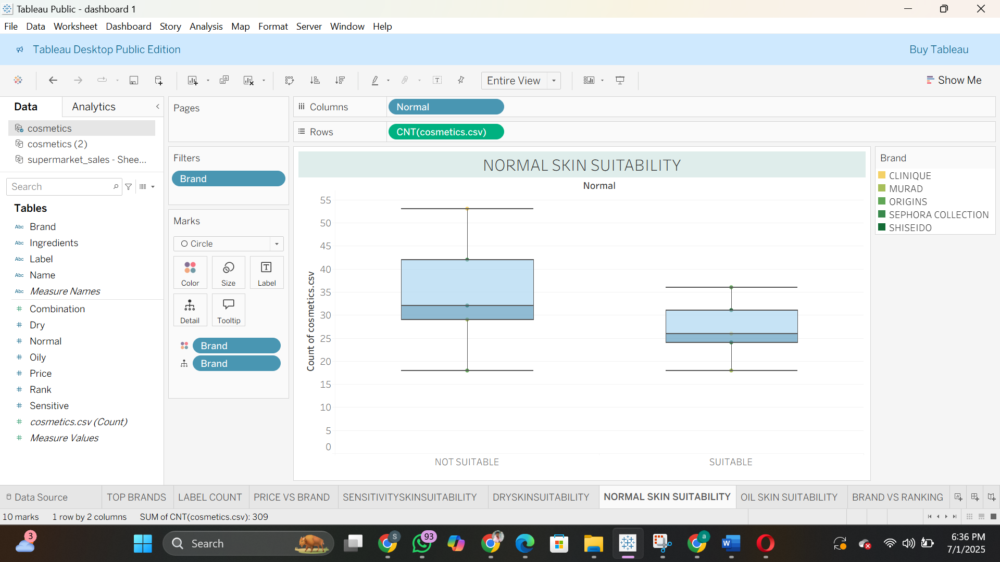 Tableau Public - dashboard 1
File Data Worksheet Dashboard Story Analysis Map Format Server Window Help
Tableau Desktop Public Edition
Buy Tableau
Entire View
Show Me
Data
Analytics
cosmetics
cosmetics (2)
supermarket_sales - Shee...
Search
Tables
Abc Brand
Abc Ingredients
Abc Label
Abc Name
Abc Measure Names
# Combination
# Dry
# Normal
# Oily
# Price
# Rank
# Sensitive
# cosmetics.csv (Count)
# Measure Values
Pages
Filters
Brand
Marks
Circle
Color
Size
Label
Detail
Tooltip
Brand
Brand
Columns
Normal
Rows
CNT(cosmetics.csv)
NORMAL SKIN SUITABILITY
Normal
Count of cosmetics.csv
55
50
45
40
35
30
25
20
15
10
5
0
NOT SUITABLE
SUITABLE
Brand
CLINIQUE
MURAD
ORIGINS
SEPHORA COLLECTION
SHISEIDO
Data Source
TOP BRANDS
LABEL COUNT
PRICE VS BRAND
SENSITIVITYSKINSUITABILITY
DRYSKINSUITABILITY
NORMAL SKIN SUITABILITY
OIL SKIN SUITABILITY
BRAND VS RANKING
10 marks
1 row by 2 columns
SUM of CNT(cosmetics.csv): 309
3
Search
S
93
a
W
6:36 PM
7/1/2025